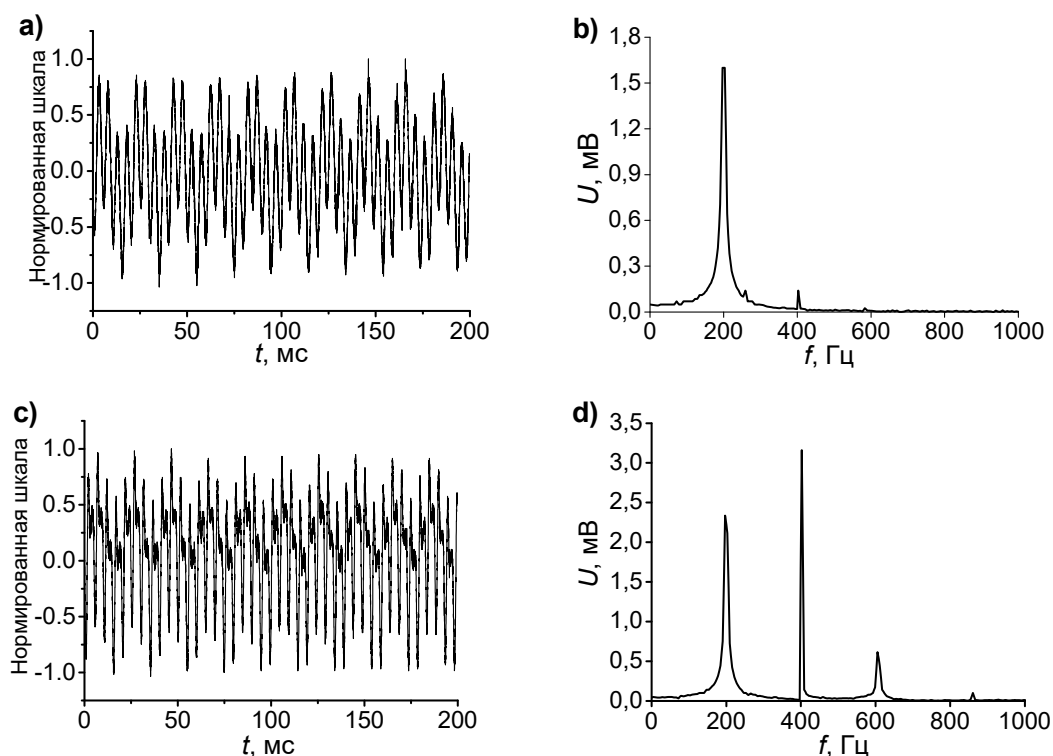 a)
Нормированная шкала
1.0
0.5
0.0
-0.5
-1.0
0 50 100 150 200
t, мс
b)
U, мВ
1,8
1,5
1,2
0,9
0,6
0,3
0,0
0 200 400 600 800 1000
f, Гц
c)
Нормированная шкала
1.0
0.5
0.0
-0.5
-1.0
0 50 100 150 200
t, мс
d)
U, мВ
3,5
3,0
2,5
2,0
1,5
1,0
0,5
0,0
0 200 400 600 800 1000
f, Гц